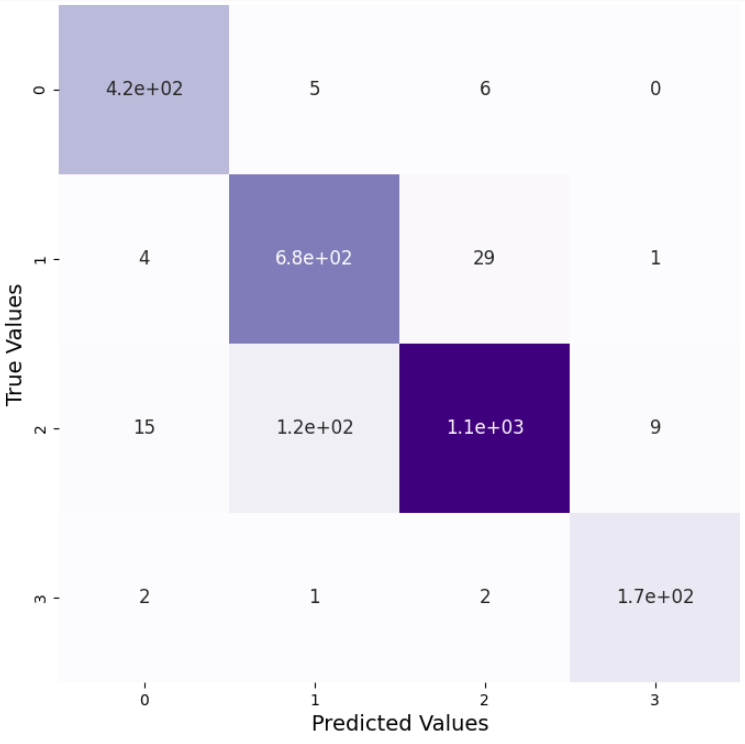 0 4.2e+02 5 6 0
1 4 6.8e+02 29 1
2 15 1.2e+02 1.1e+03 9
3 2 1 2 1.7e+02
0 1 2 3
True Values
Predicted Values